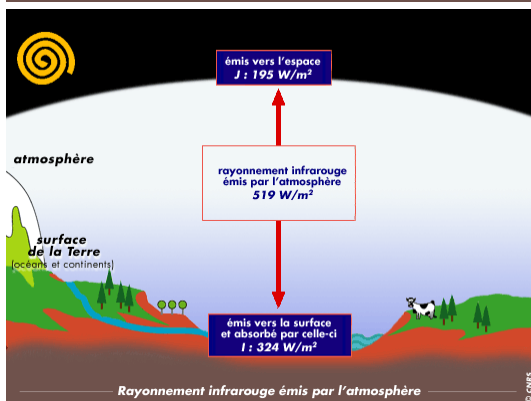 émis vers l'espace
J : 195 W/m²
atmosphère
rayonnement infrarouge
émis par l'atmosphère
519 W/m²
surface
de la Terre
(océans et continents)
émis vers la surface
et absorbé par celle-ci
I : 324 W/m²
Rayonnement infrarouge émis par l'atmosphère
CNRS